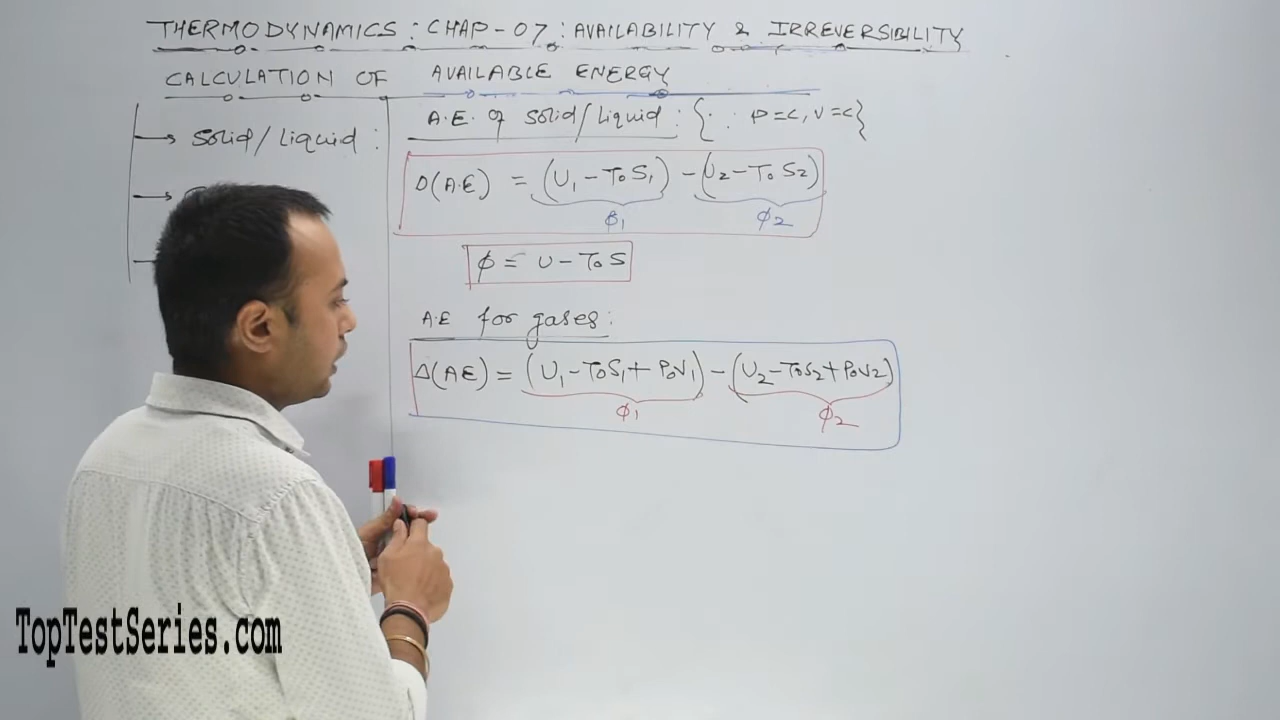 THERMODYNAMICS : CHAP-07 : AVAILABILITY & IRREVERSIBILITY
CALCULATION OF AVAILABLE ENERGY
→ Solid/Liquid :
→
A.E. of Solid/Liquid : {∵ P=C, V=C}
Δ(A.E) = (U₁ - T₀S₁) - (U₂ - T₀S₂)
ϕ₁ ϕ₂
ϕ = U - T₀S
A.E for gases :
Δ(AE) = (U₁ - T₀S₁ + P₀V₁) - (U₂ - T₀S₂ + P₀V₂)
ϕ₁ ϕ₂
TopTestSeries.com